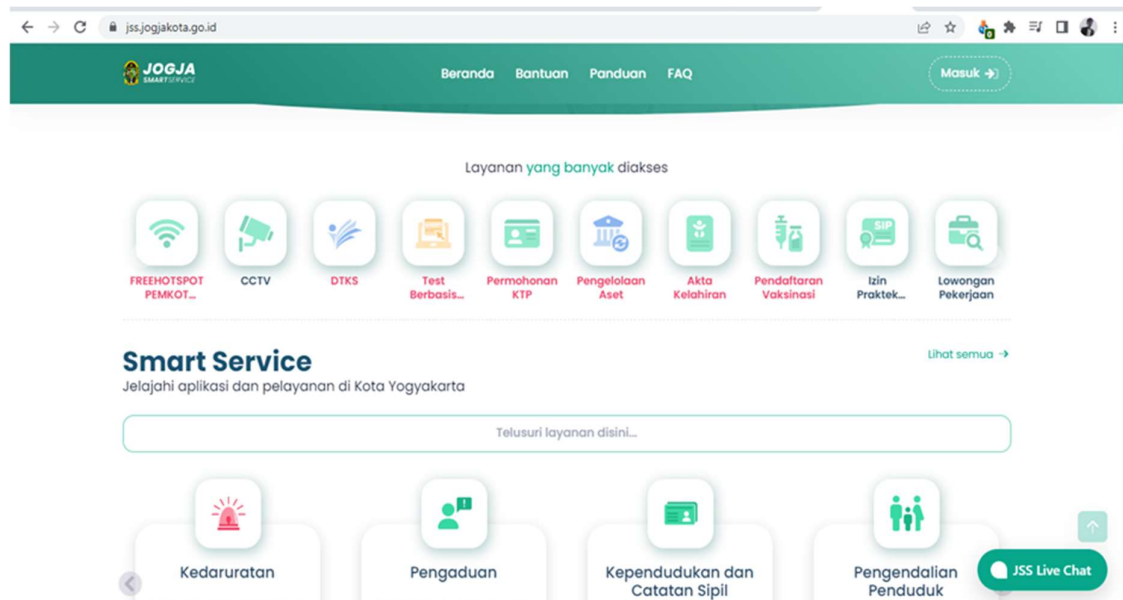 jss.jogjakota.go.id
JOGJA
SMARTSERVICE
Beranda Bantuan Panduan FAQ
Masuk
Layanan yang banyak diakses
SIP
FREEHOTSPOT PEMKOT...
CCTV
DTKS
Test Berbasis...
Permohonan KTP
Pengelolaan Aset
Akta Kelahiran
Pendaftaran Vaksinasi
Izin Praktek...
Lowongan Pekerjaan
Smart Service
Lihat semua
Jelajahi aplikasi dan pelayanan di Kota Yogyakarta
Telusuri layanan disini...
Kedaruratan
Pengaduan
Kependudukan dan Catatan Sipil
Pengendalian Penduduk
JSS Live Chat